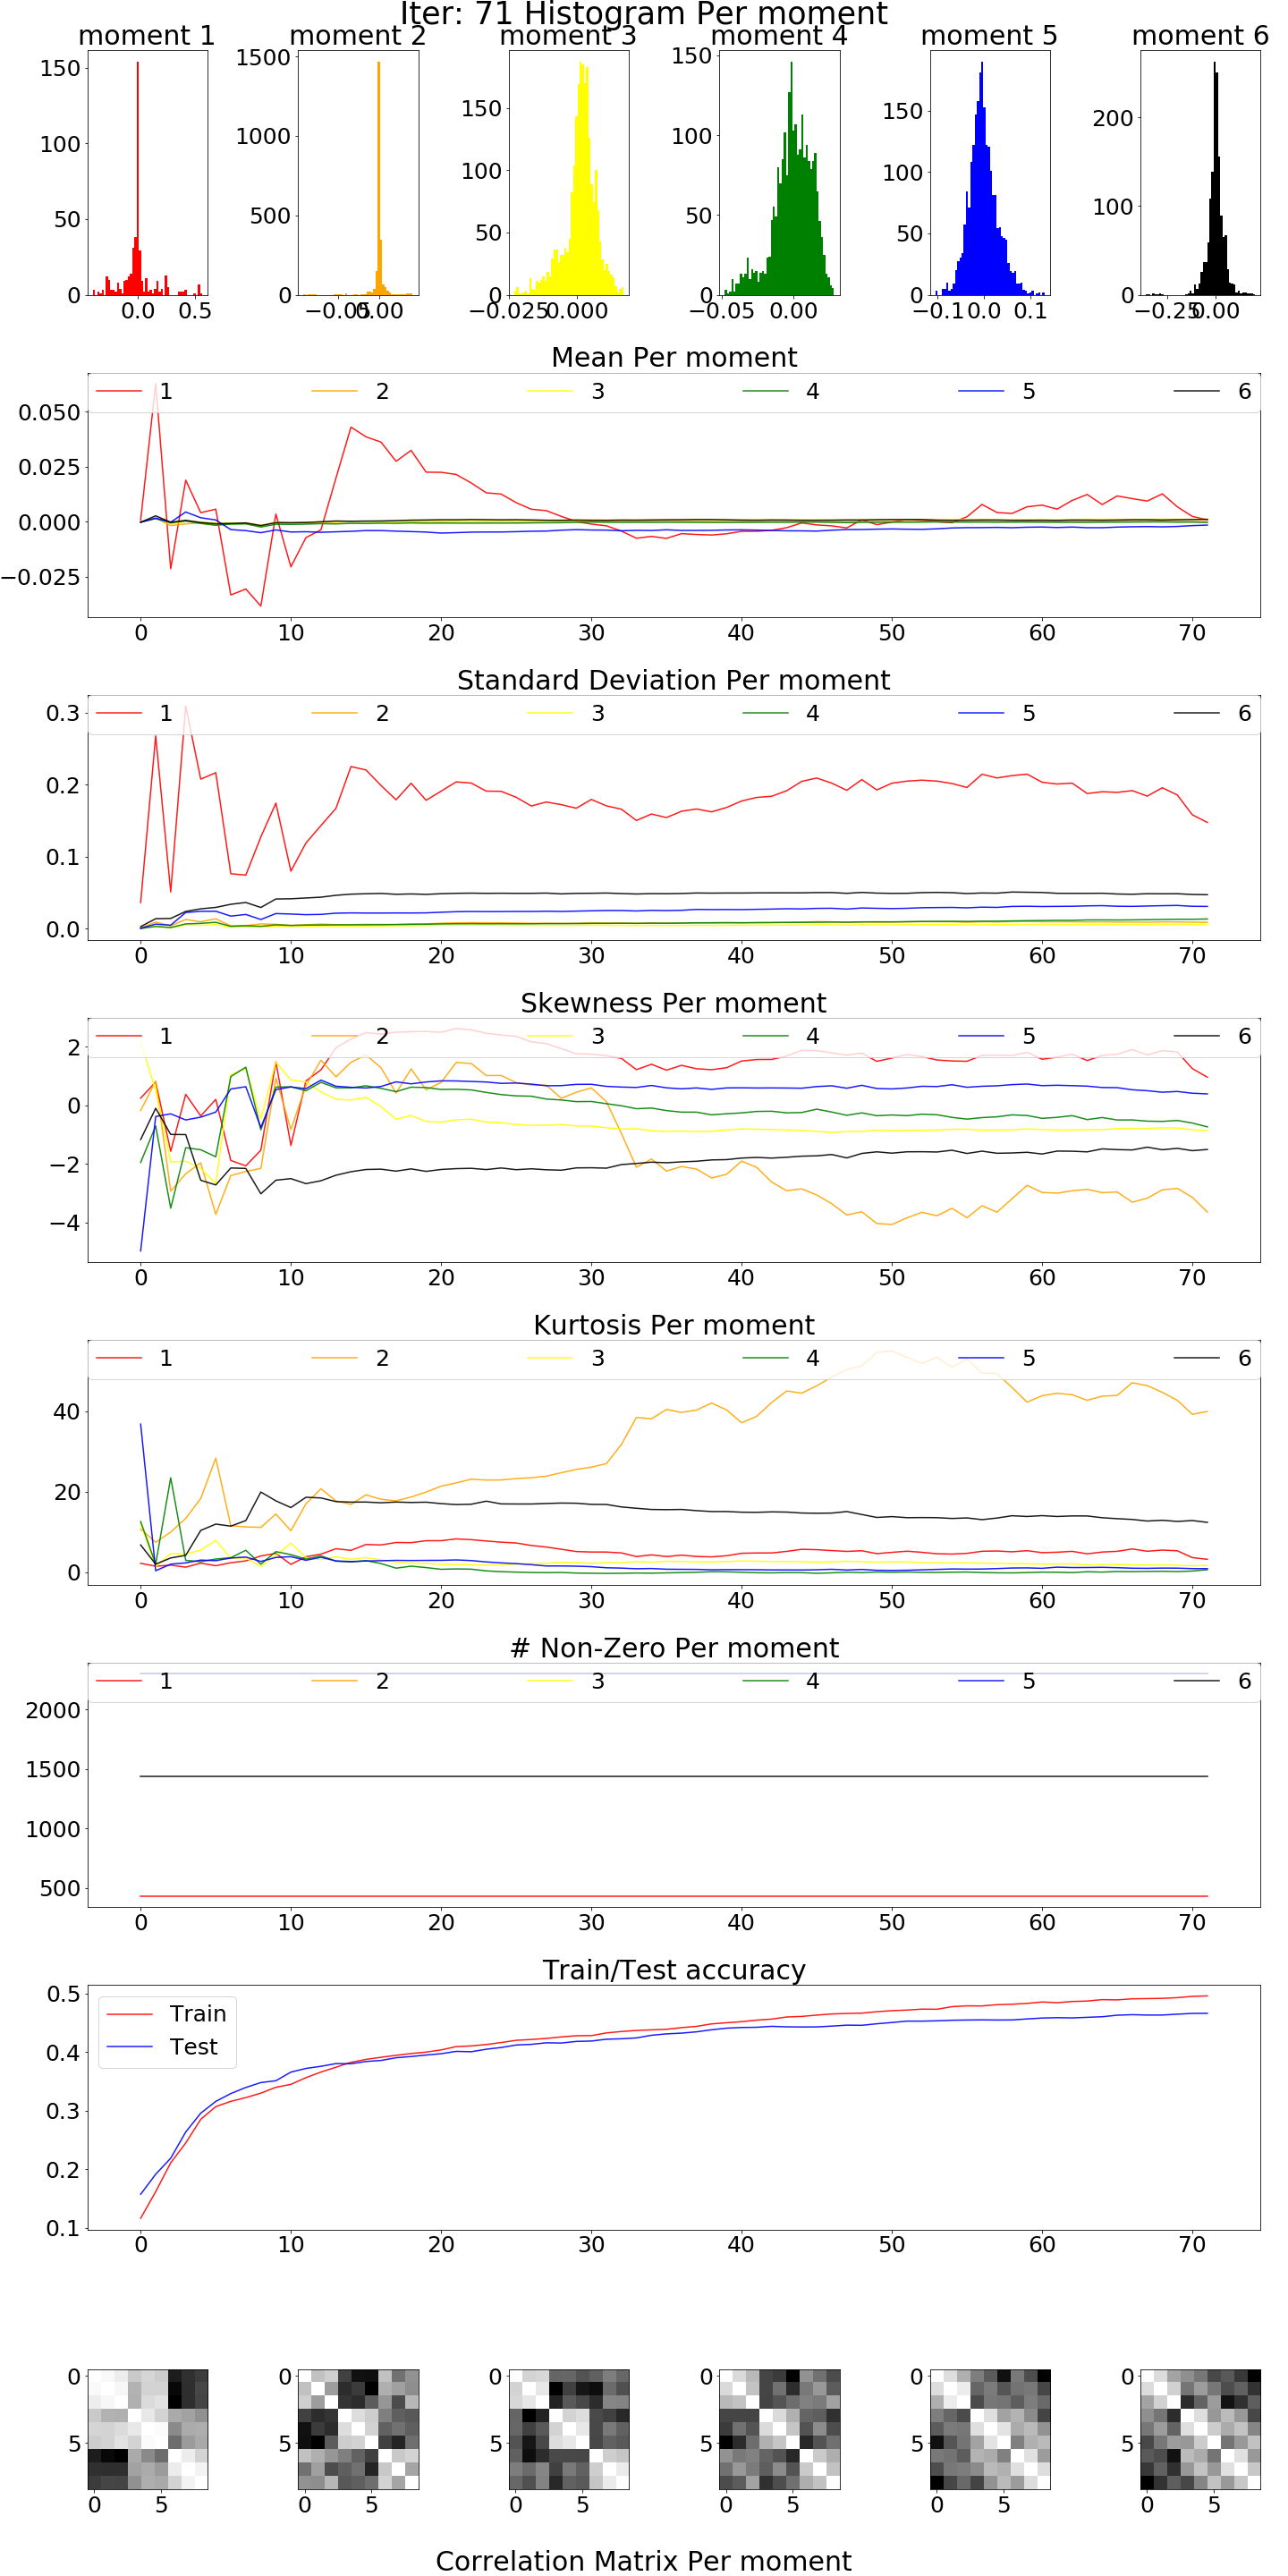 Iter: 71 Histogram Per moment
moment 1 moment 2 moment 3 moment 4 moment 5 moment 6
150 1500 150 150 150 200
100 1000 100 100 100 100
50 500 50 50 50
0 0 0 0 0 0
0.0 0.5 −0.05 0.00 −0.025 0.000 −0.05 0.00 −0.1 0.0 0.1 −0.25 0.00
Mean Per moment
1 2 3 4 5 6
0.050
0.025
0.000
−0.025
0 10 20 30 40 50 60 70
Standard Deviation Per moment
1 2 3 4 5 6
0.3
0.2
0.1
0.0
0 10 20 30 40 50 60 70
Skewness Per moment
1 2 3 4 5 6
2
0
−2
−4
0 10 20 30 40 50 60 70
Kurtosis Per moment
1 2 3 4 5 6
40
20
0
0 10 20 30 40 50 60 70
# Non-Zero Per moment
1 2 3 4 5 6
2000
1500
1000
500
0 10 20 30 40 50 60 70
Train/Test accuracy
0.5
Train
Test
0.4
0.3
0.2
0.1
0 10 20 30 40 50 60 70
0 0 0 0 0 0
5 5 5 5 5 5
0 5 0 5 0 5 0 5 0 5 0 5
Correlation Matrix Per moment